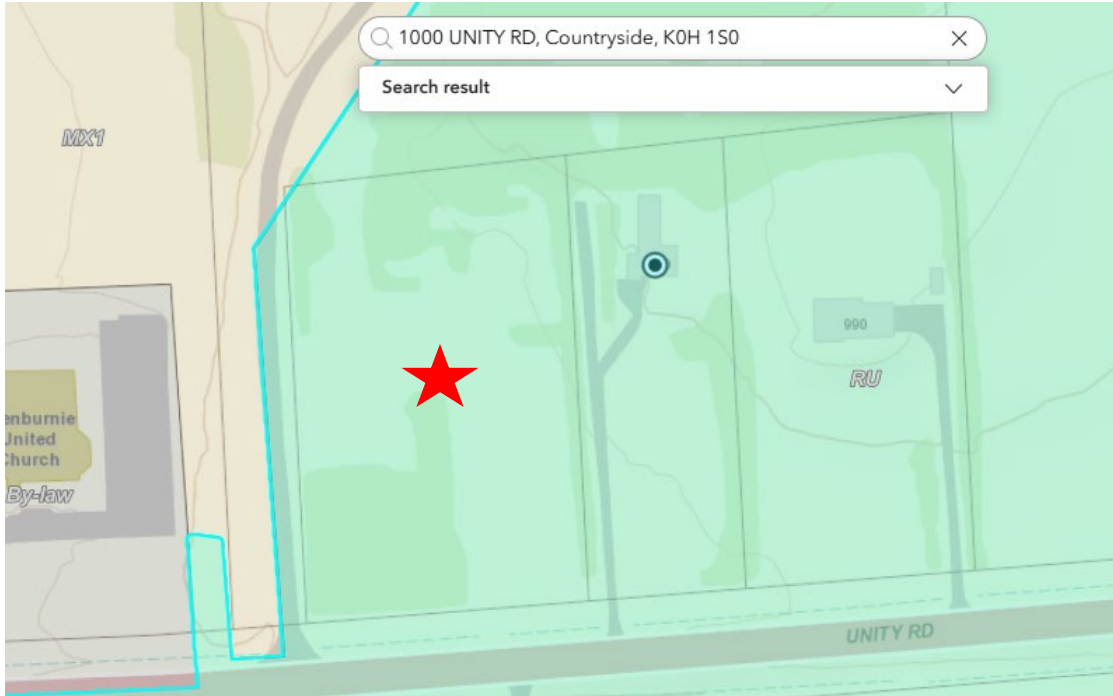 1000 UNITY RD, Countryside, K0H 1S0
Search result
MX1
990
RU
enburnie
United
Church
By-law
UNITY RD